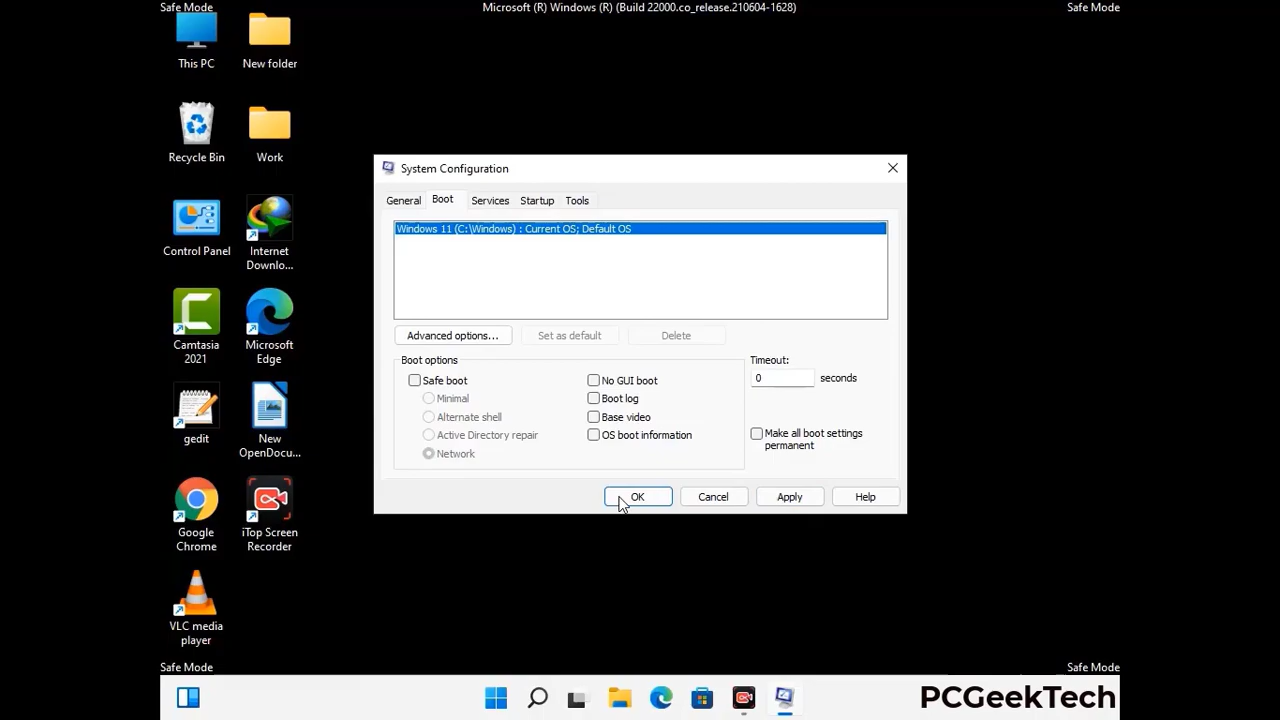 Safe Mode
Microsoft (R) Windows (R) (Build 22000.co_release.210604-1628)
Safe Mode
This PC
New folder
Recycle Bin
Work
Control Panel
Internet
Downlo...
Camtasia
2021
Microsoft
Edge
gedit
New
OpenDocu...
Google
Chrome
iTop Screen
Recorder
VLC media
player
System Configuration
General
Boot
Services
Startup
Tools
Windows 11 (C:\Windows) : Current OS; Default OS
Advanced options...
Set as default
Delete
Boot options
Safe boot
Minimal
Alternate shell
Active Directory repair
Network
No GUI boot
Boot log
Base video
OS boot information
Timeout:
0 seconds
Make all boot settings
permanent
OK
Cancel
Apply
Help
Safe Mode
Safe Mode
PCGeekTech